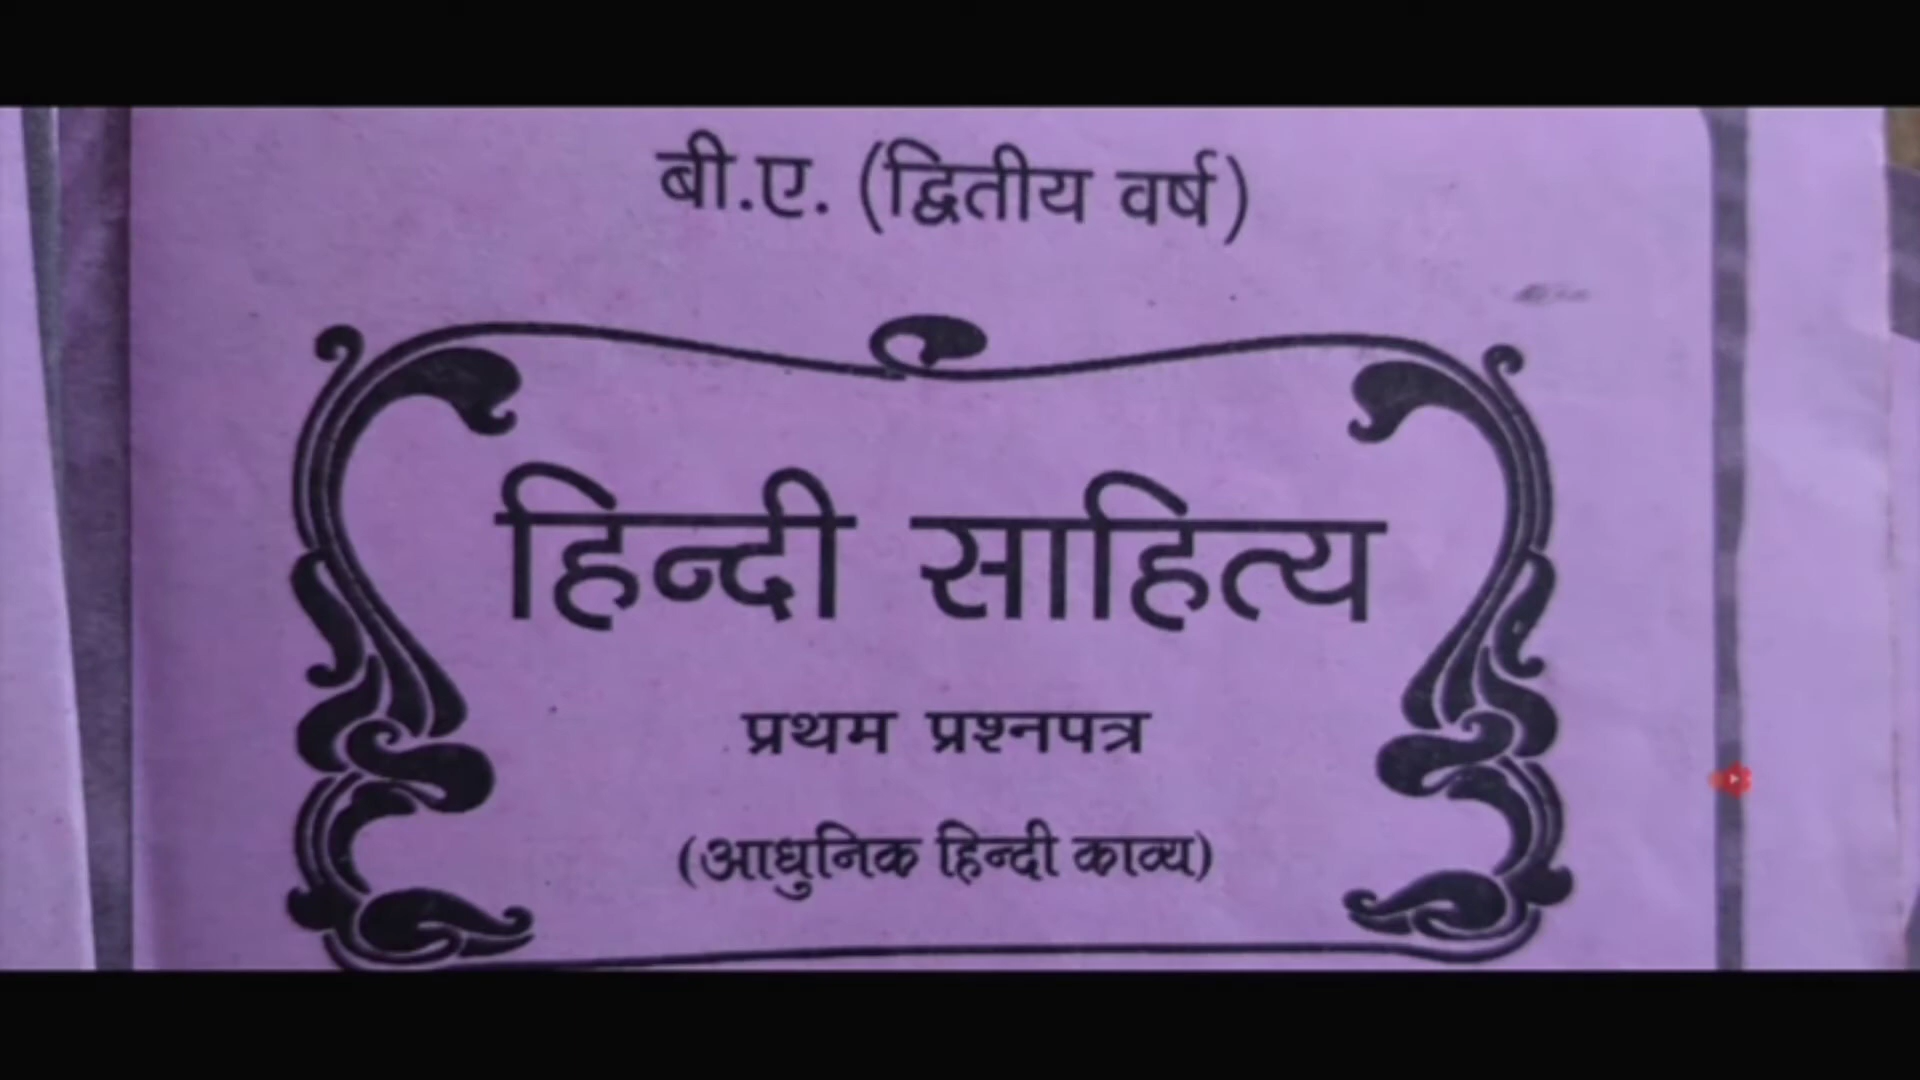 बी.ए. (द्वितीय वर्ष)
हिन्दी साहित्य
प्रथम प्रश्नपत्र
(आधुनिक हिन्दी काव्य)